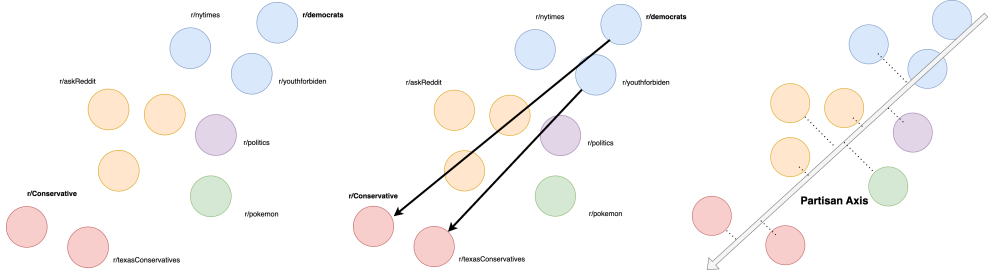 r/nytimes
r/democrats
r/askReddit
r/youthforbiden
r/politics
r/Conservative
r/pokemon
r/texasConservatives
r/nytimes
r/democrats
r/askReddit
r/youthforbiden
r/politics
r/Conservative
r/pokemon
r/texasConservatives
Partisan Axis